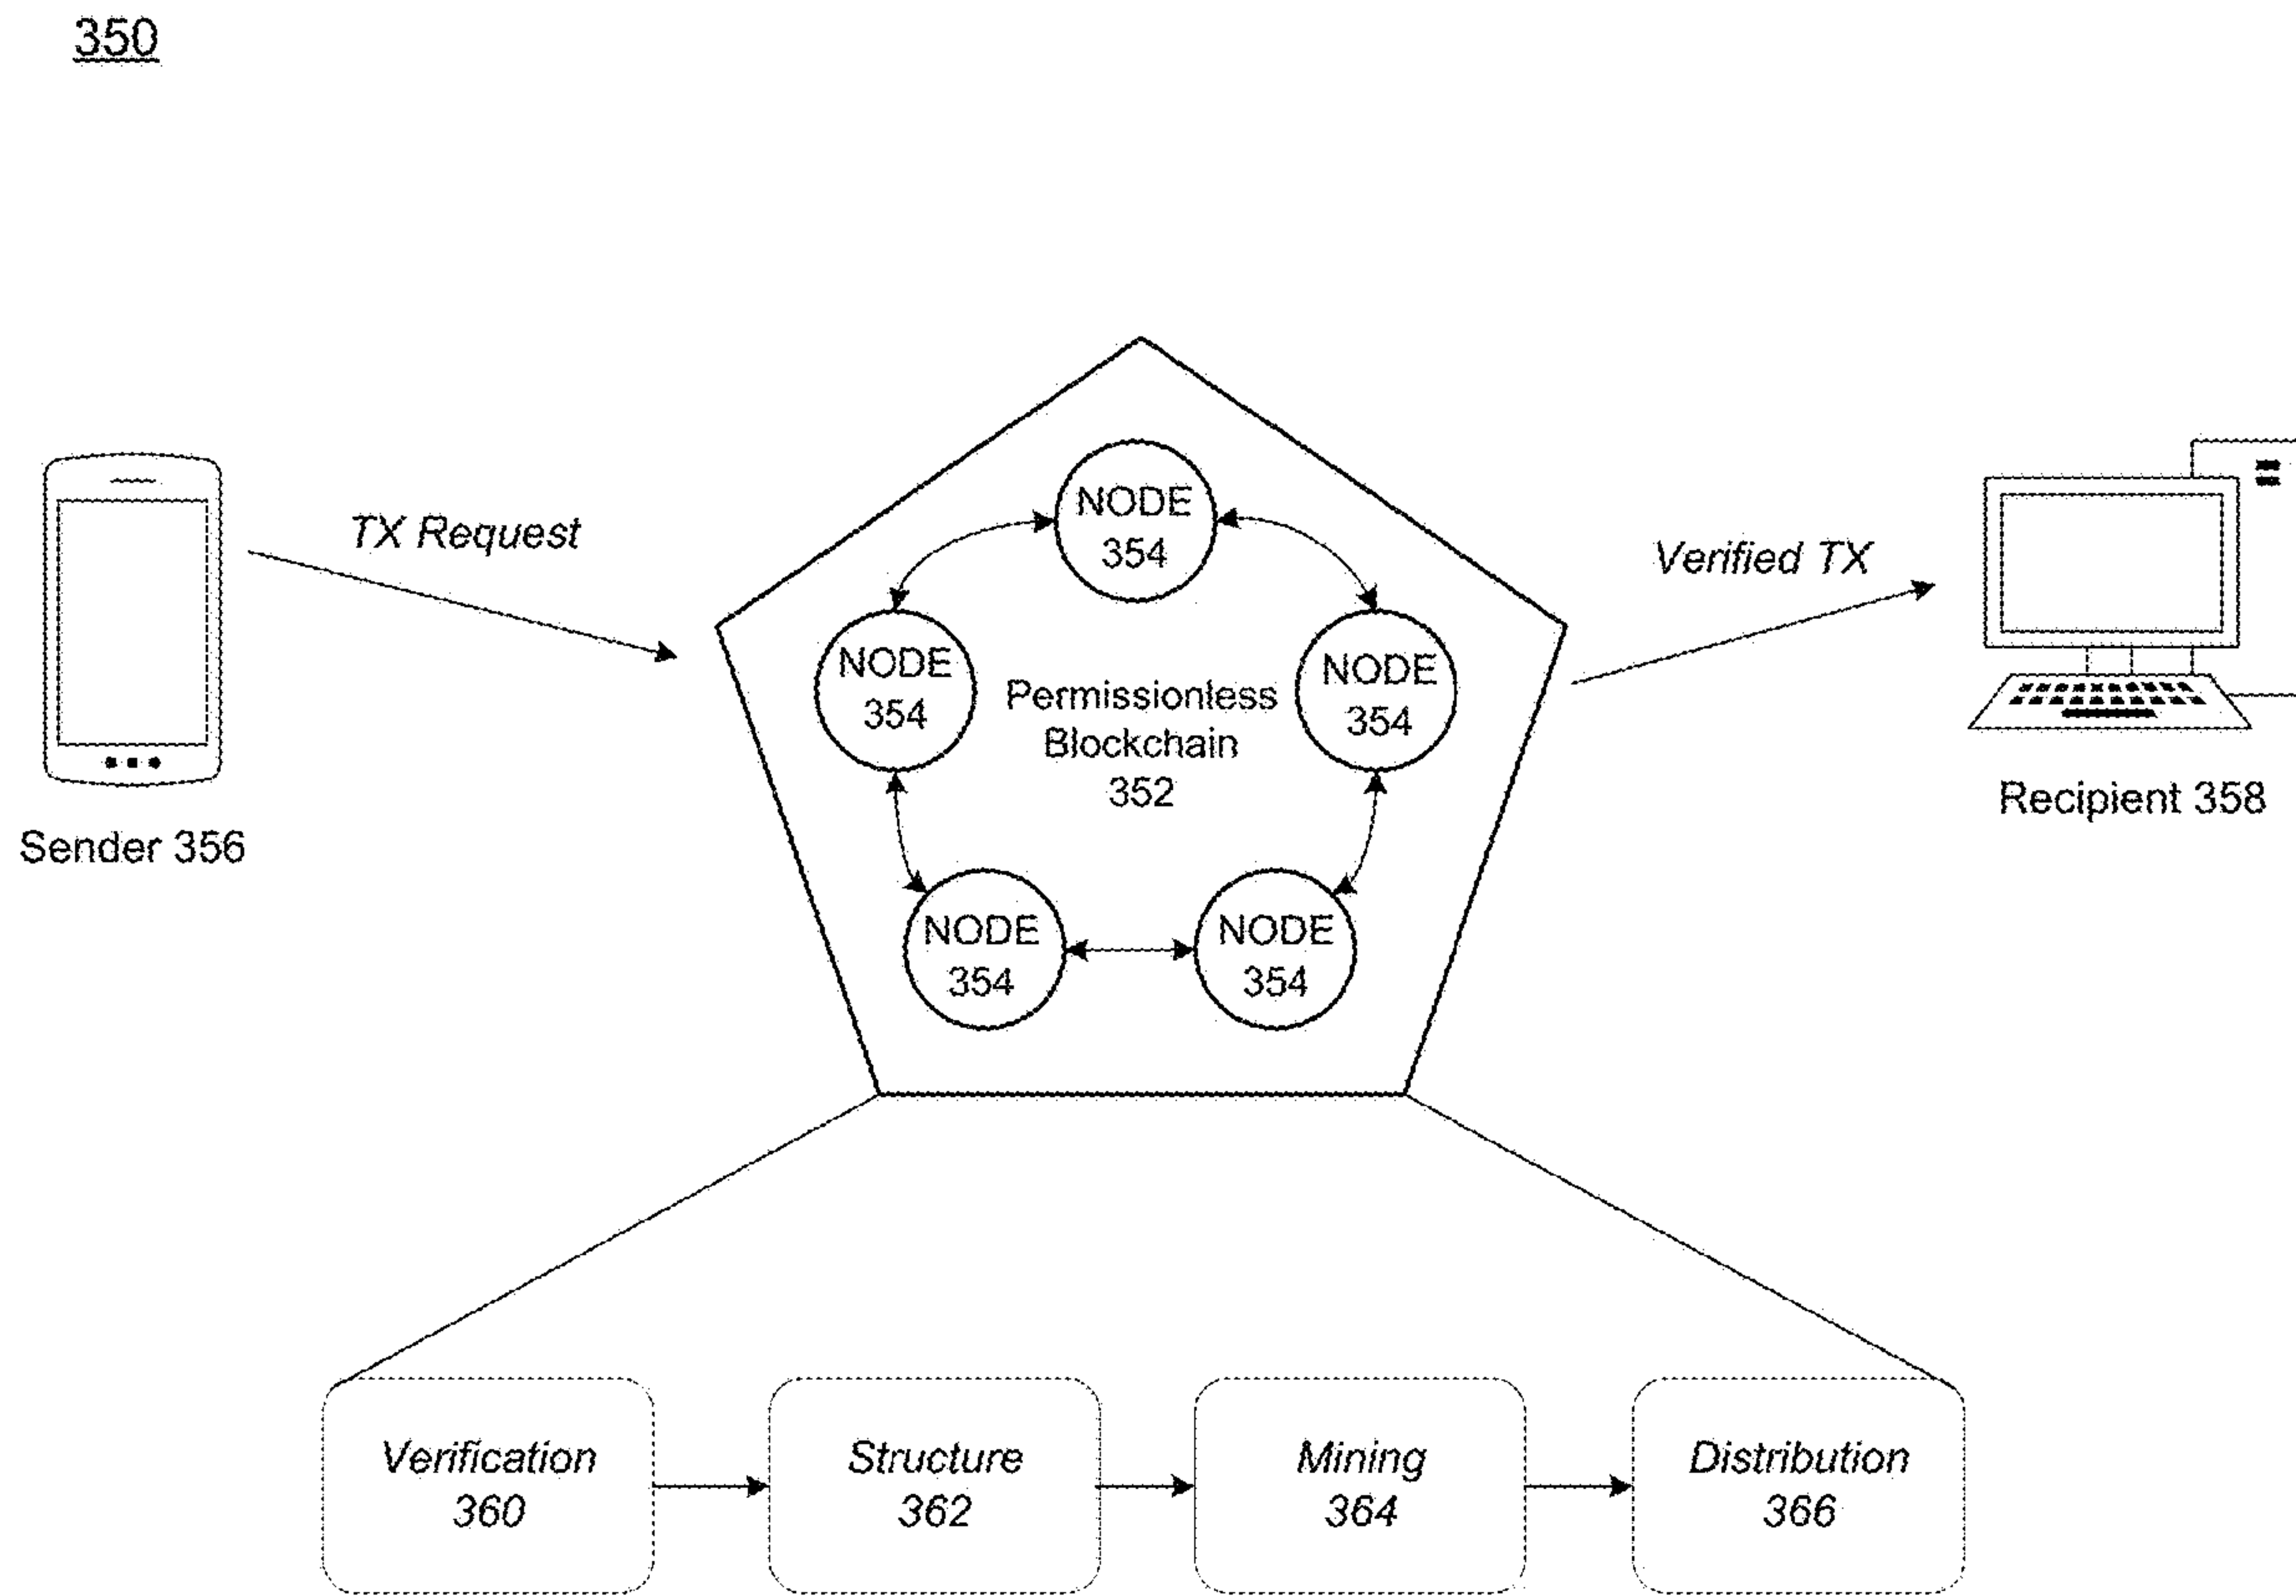 350
TX Request
Verified TX
NODE
354
NODE
354
NODE
354
Permissionless
Blockchain
352
Sender 356
Recipient 358
NODE
354
NODE
354
Verification
360
Structure
362
Mining
364
Distribution
366